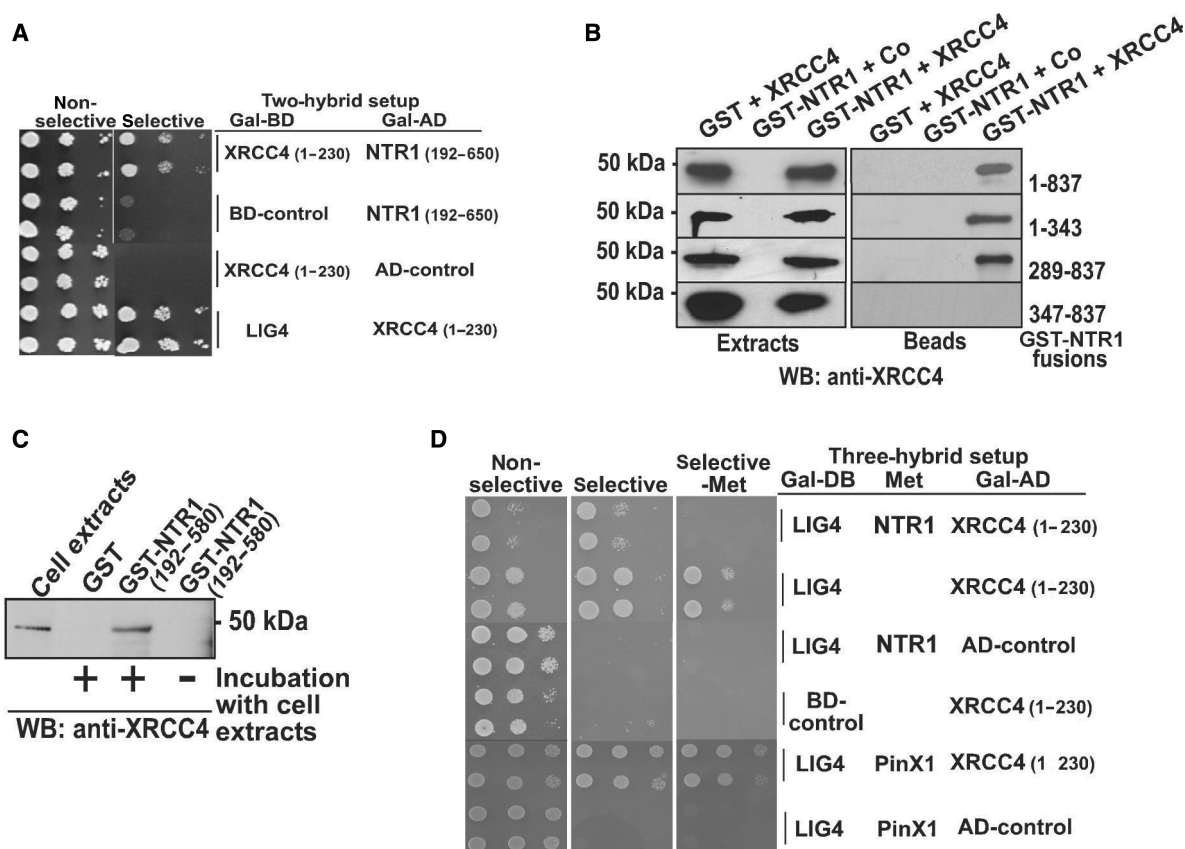 A
Non-
selective
Selective
Two-hybrid setup
Gal-BD Gal-AD
XRCC4 (1–230) NTR1 (192–650)
BD-control NTR1 (192–650)
XRCC4 (1–230) AD-control
LIG4 XRCC4 (1–230)
B
GST + XRCC4
GST-NTR1 + Co
GST-NTR1 + XRCC4
GST + XRCC4
GST-NTR1 + Co
GST-NTR1 + XRCC4
50 kDa 1-837
50 kDa 1-343
50 kDa 289-837
50 kDa 347-837
Extracts Beads GST-NTR1
fusions
WB: anti-XRCC4
C
Cell extracts
GST
GST-NTR1
(192–580)
GST-NTR1
(192–580)
- 50 kDa
+ + – Incubation
with cell
extracts
WB: anti-XRCC4
D
Non-
selective
Selective
Selective
-Met
Three-hybrid setup
Gal-DB Met Gal-AD
LIG4 NTR1 XRCC4 (1–230)
LIG4 XRCC4 (1–230)
LIG4 NTR1 AD-control
BD-
control
XRCC4 (1–230)
LIG4 PinX1 XRCC4 (1 230)
LIG4 PinX1 AD-control